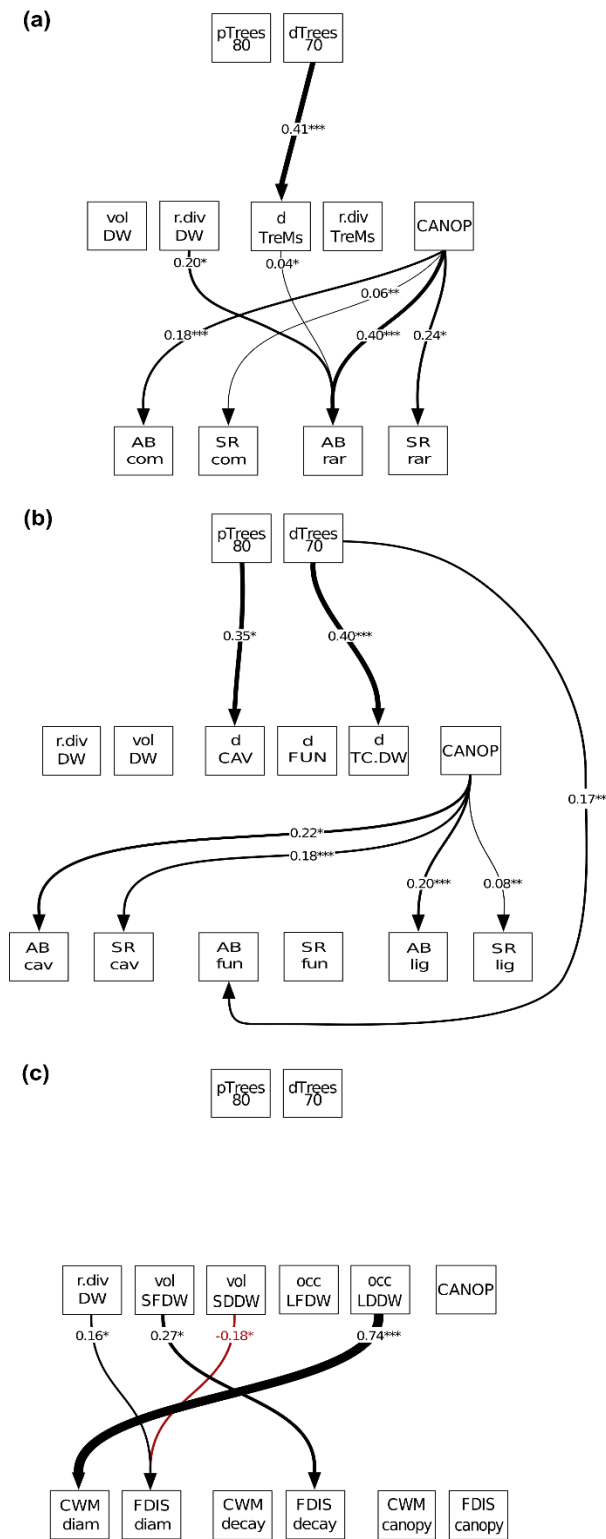 (a)
pTrees
80
dTrees
70
0.41***
vol
DW
r.div
DW
d
TreMs
r.div
TreMs
CANOP
0.20*
0.04*
0.06**
0.18***
0.40***
0.24*
AB
com
SR
com
AB
rar
SR
rar
(b)
pTrees
80
dTrees
70
0.35*
0.40***
r.div
DW
vol
DW
d
CAV
d
FUN
d
TC.DW
CANOP
0.17**
0.22*
0.18***
0.20***
0.08**
AB
cav
SR
cav
AB
fun
SR
fun
AB
lig
SR
lig
(c)
pTrees
80
dTrees
70
r.div
DW
vol
SFDW
vol
SDDW
occ
LFDW
occ
LDDW
CANOP
0.16*
0.27*
-0.18*
0.74***
CWM
diam
FDIS
diam
CWM
decay
FDIS
decay
CWM
canopy
FDIS
canopy